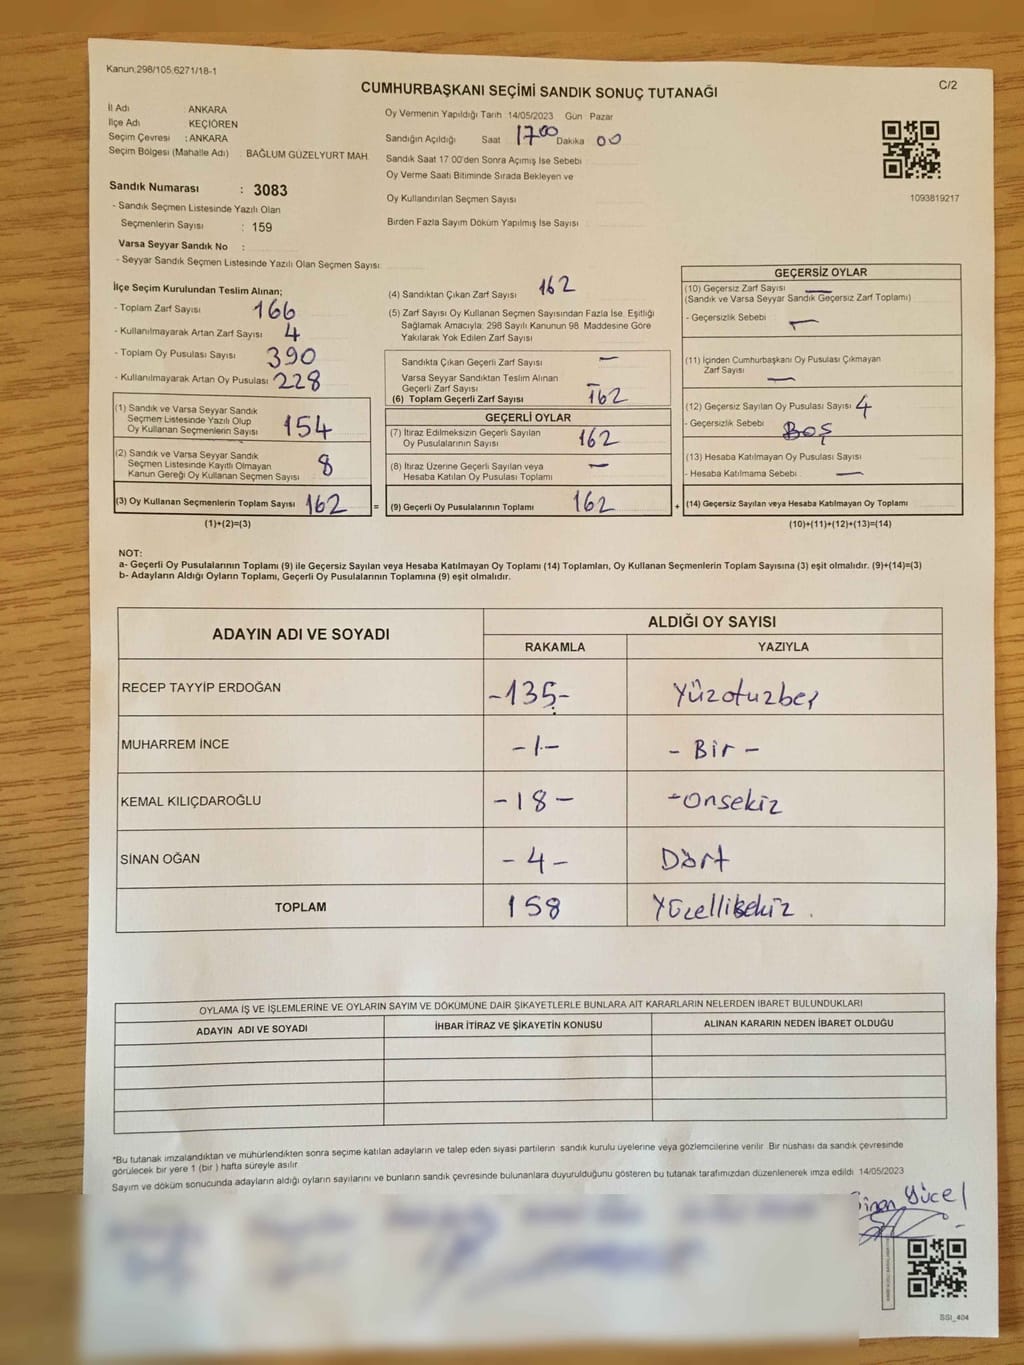 Kanun.298/105.6271/18-1
C/2
CUMHURBAŞKANI SEÇİMİ SANDIK SONUÇ TUTANAĞI
İl Adı ANKARA
İlçe Adı KEÇİÖREN
Seçim Çevresi : ANKARA
Seçim Bölgesi (Mahalle Adı) . BAĞLUM GÜZELYURT MAH
Sandık Numarası : 3083
- Sandık Seçmen Listesinde Yazılı Olan
Seçmenlerin Sayısı : 159
Varsa Seyyar Sandık No :
- Seyyar Sandık Seçmen Listesinde Yazılı Olan Seçmen Sayısı:
Oy Vermenin Yapıldığı Tarih 14/05/2023 Gün Pazar
Sandığın Açıldığı Saat 17 00 Dakika 00
Sandık Saat 17 00'den Sonra Açımış İse Sebebi
Oy Verme Saati Bitiminde Sırada Bekleyen ve
Oy Kullandırılan Seçmen Sayısı
Birden Fazla Sayım Döküm Yapılmış İse Sayısı
1093819217
İlçe Seçim Kurulundan Teslim Alınan;
- Toplam Zarf Sayısı 166
- Kullanılmayarak Artan Zarf Sayısı 4
- Toplam Oy Pusulası Sayısı 390
- Kullanılmayarak Artan Oy Pusulası 228
(1) Sandık ve Varsa Seyyar Sandık
Seçmen Listesinde Yazılı Olup
Oy Kullanan Seçmenlerin Sayısı 154
(2) Sandık ve Varsa Seyyar Sandık
Seçmen Listesinde Kayıtlı Olmayan
Kanun Gereği Oy Kullanan Seçmen Sayısı 8
(3) Oy Kullanan Seçmenlerin Toplam Sayısı 162 =
(1)+(2)=(3)
(4) Sandıktan Çıkan Zarf Sayısı 162
(5) Zarf Sayısı Oy Kullanan Seçmen Sayısından Fazla İse, Eşitliği
Sağlamak Amacıyla; 298 Sayılı Kanunun 98 Maddesine Göre
Yakılarak Yok Edilen Zarf Sayısı
Sandıkta Çıkan Geçerli Zarf Sayısı —
Varsa Seyyar Sandıktan Teslim Alınan
Geçerli Zarf Sayısı —
(6) Toplam Geçerli Zarf Sayısı 162
GEÇERLİ OYLAR
(7) İtiraz Edilmeksizin Geçerli Sayılan
Oy Pusulalarının Sayısı 162
(8) İtiraz Üzerine Geçerli Sayılan veya
Hesaba Katılan Oy Pusulası Toplamı —
(9) Geçerli Oy Pusulalarının Toplamı 162 +
GEÇERSİZ OYLAR
(10) Geçersiz Zarf Sayısı —
(Sandık ve Varsa Seyyar Sandık Geçersiz Zarf Toplamı)
- Geçersizlik Sebebi —
(11) İçinden Cumhurbaşkanı Oy Pusulası Çıkmayan
Zarf Sayısı —
(12) Geçersiz Sayılan Oy Pusulası Sayısı 4
- Geçersizlik Sebebi BOŞ
(13) Hesaba Katılmayan Oy Pusulası Sayısı
- Hesaba Katılmama Sebebi —
(14) Geçersiz Sayılan veya Hesaba Katılmayan Oy Toplamı
(10)+(11)+(12)+(13)=(14)
NOT:
a- Geçerli Oy Pusulalarının Toplamı (9) ile Geçersiz Sayılan veya Hesaba Katılmayan Oy Toplamı (14) Toplamları, Oy Kullanan Seçmenlerin Toplam Sayısına (3) eşit olmalıdır. (9)+(14)=(3)
b- Adayların Aldığı Oyların Toplamı, Geçerli Oy Pusulalarının Toplamına (9) eşit olmalıdır.
ADAYIN ADI VE SOYADI
ALDIĞI OY SAYISI
RAKAMLA YAZIYLA
RECEP TAYYİP ERDOĞAN -135- Yüzotuzbeş
MUHARREM İNCE -1- - Bir -
KEMAL KILIÇDAROĞLU -18- -onsekiz
SİNAN OĞAN -4- Dört
TOPLAM 158 Yüzellisekiz .
OYLAMA İŞ VE İŞLEMLERİNE VE OYLARIN SAYIM VE DÖKÜMÜNE DAİR ŞİKAYETLERLE BUNLARA AİT KARARLARIN NELERDEN İBARET BULUNDUKLARI
ADAYIN ADI VE SOYADI İHBAR İTİRAZ VE ŞİKAYETİN KONUSU ALINAN KARARIN NEDEN İBARET OLDUĞU
*Bu tutanak imzalandıktan ve mühürlendikten sonra seçime katılan adayların ve talep eden siyasi partilerin sandık kurulu üyelerine veya gözlemcilerine verilir. Bir nüshası da sandık çevresinde
görülecek bir yere 1 (bir ) hafta süreyle asılır.
Sayım ve döküm sonucunda adayların aldığı oyların sayılarını ve bunların sandık çevresinde bulunanlara duyurulduğunu gösteren bu tutanak tarafımızdan düzenlenerek imza edildi. 14/05/2023
Yücel
SSI_404